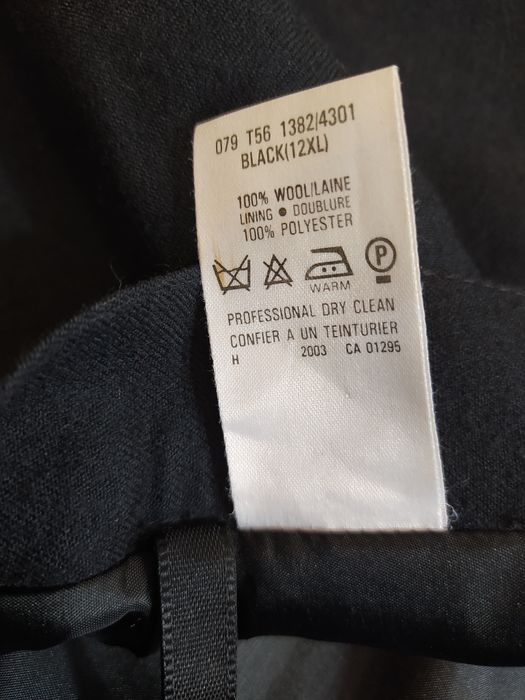 079 T56 1382/4301
BLACK(12XL)
100% WOOL/LAINE
LINING ● DOUBLURE
100% POLYESTER
P
WARM
PROFESSIONAL DRY CLEAN
CONFIER A UN TEINTURIER
H 2003 CA 01295